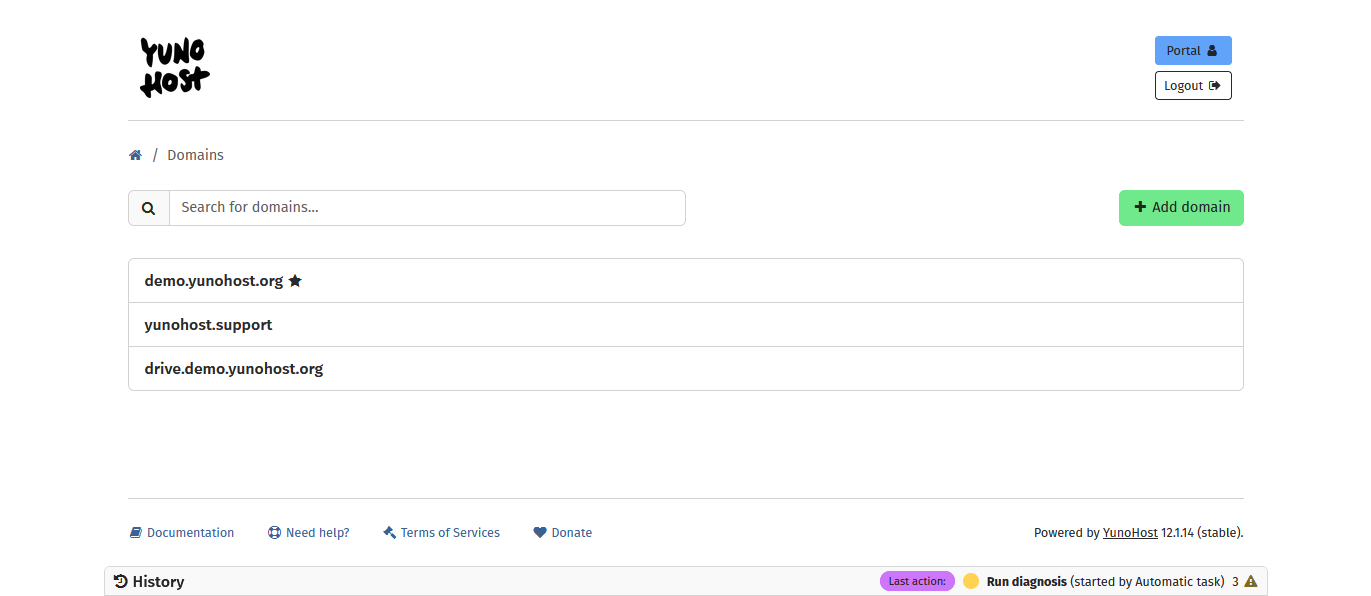 YUNO
HOST
Portal
Logout
/ Domains
Search for domains...
Add domain
demo.yunohost.org
yunohost.support
drive.demo.yunohost.org
Documentation Need help? Terms of Services Donate Powered by YunoHost 12.1.14 (stable).
History Last action: Run diagnosis (started by Automatic task) 3